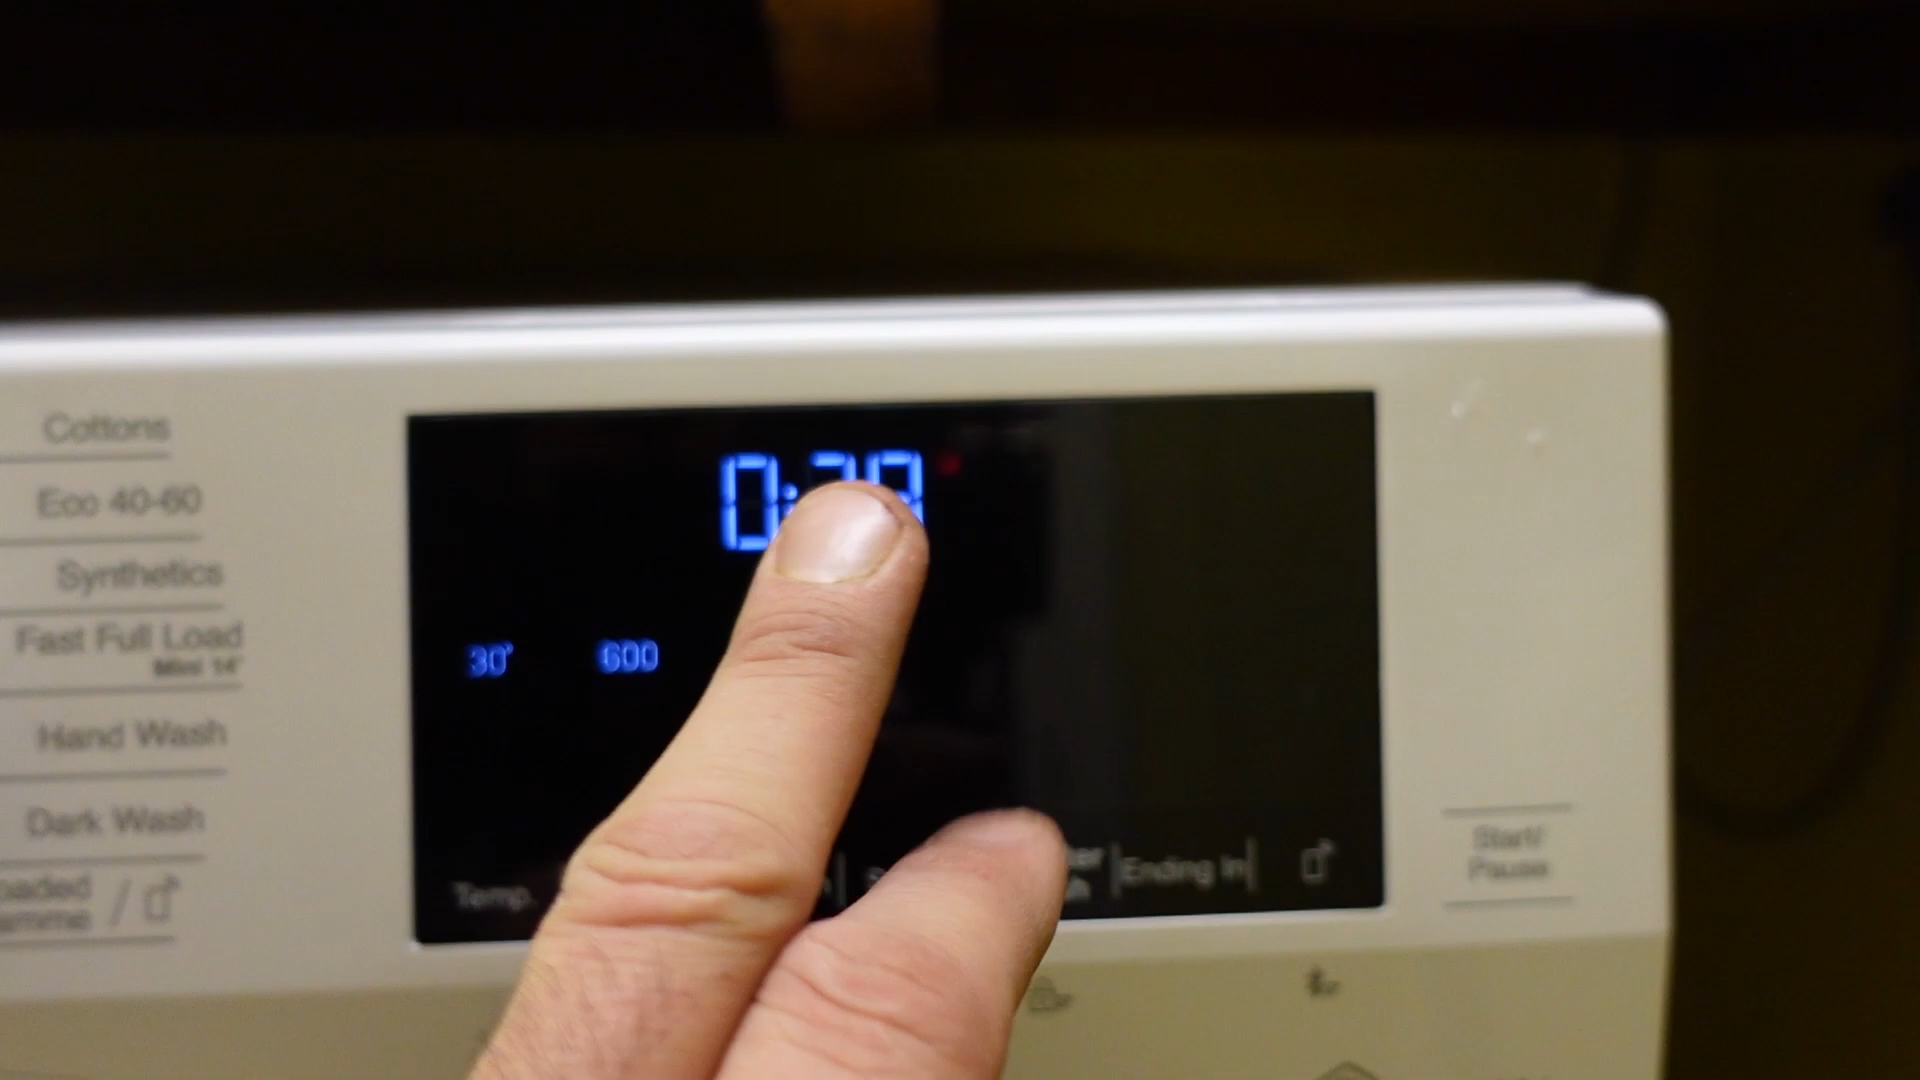 Cottons
Eco 40-60
Synthetics
Fast Full Load
Mini 14'
Hand Wash
Dark Wash
30°
600
Temp.
Ending In
Start/
Pause